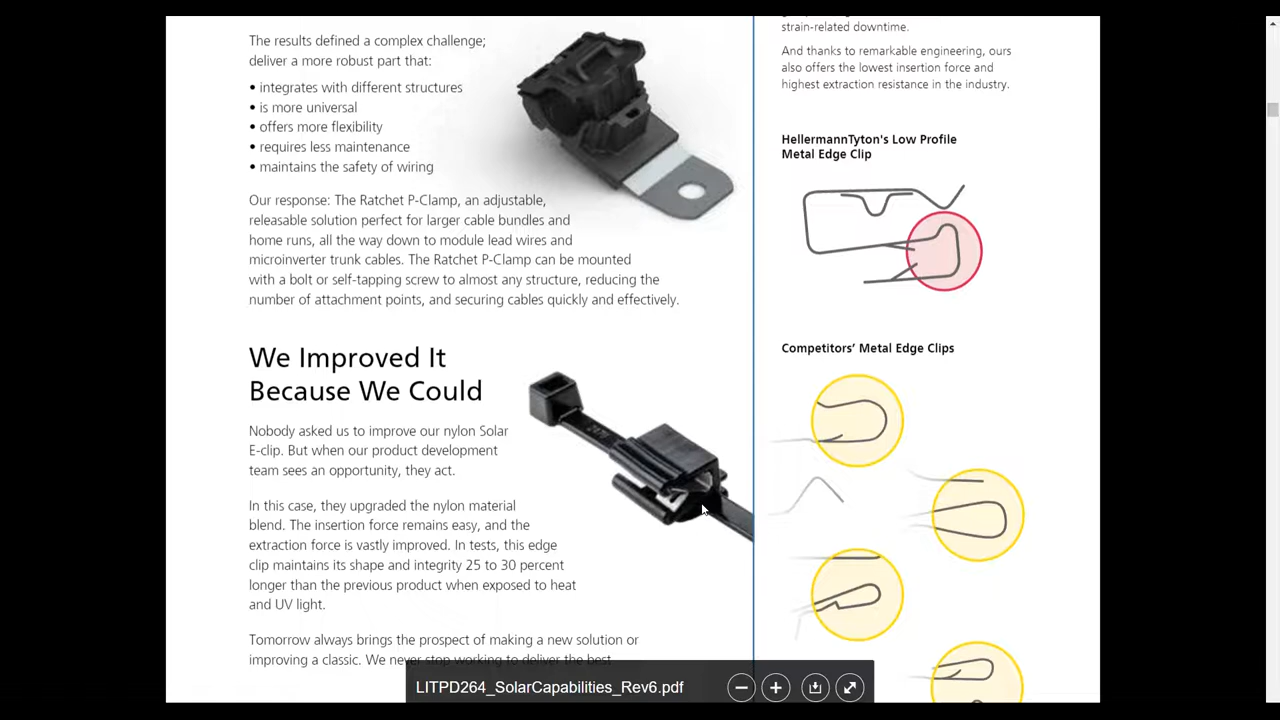 The results defined a complex challenge;
deliver a more robust part that:
• integrates with different structures
• is more universal
• offers more flexibility
• requires less maintenance
• maintains the safety of wiring
Our response: The Ratchet P-Clamp, an adjustable,
releasable solution perfect for larger cable bundles and
home runs, all the way down to module lead wires and
microinverter trunk cables. The Ratchet P-Clamp can be mounted
with a bolt or self-tapping screw to almost any structure, reducing the
number of attachment points, and securing cables quickly and effectively.
We Improved It
Because We Could
Nobody asked us to improve our nylon Solar
E-clip. But when our product development
team sees an opportunity, they act.
In this case, they upgraded the nylon material
blend. The insertion force remains easy, and the
extraction force is vastly improved. In tests, this edge
clip maintains its shape and integrity 25 to 30 percent
longer than the previous product when exposed to heat
and UV light.
Tomorrow always brings the prospect of making a new solution or
improving a classic. We never stop working to deliver the best.
strain-related downtime.
And thanks to remarkable engineering, ours
also offers the lowest insertion force and
highest extraction resistance in the industry.
HellermannTyton's Low Profile
Metal Edge Clip
Competitors' Metal Edge Clips
LITPD264_SolarCapabilities_Rev6.pdf